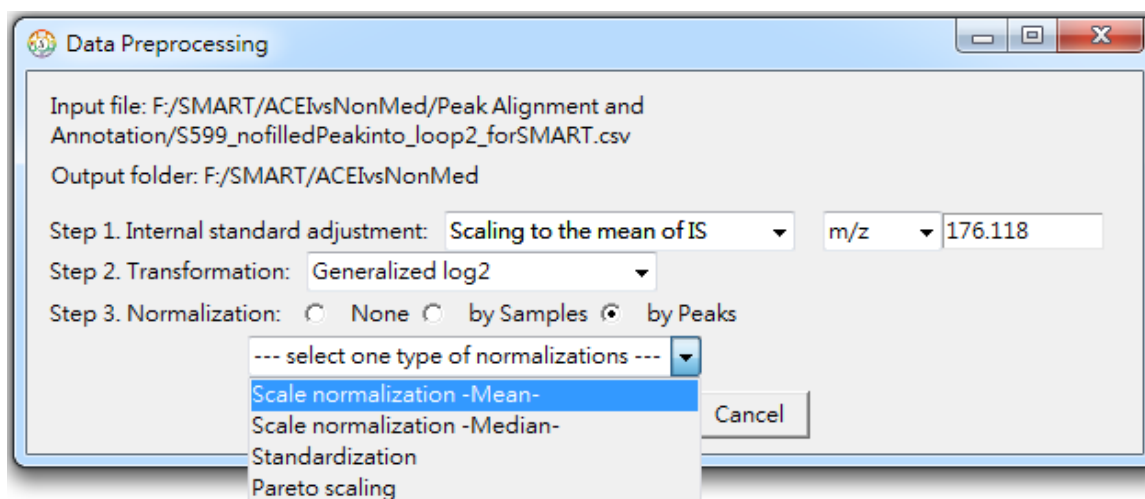 Data Preprocessing
Input file: F:/SMART/ACEIvsNonMed/Peak Alignment and
Annotation/S599_nofilledPeakinto_loop2_forSMART.csv
Output folder: F:/SMART/ACEIvsNonMed
Step 1. Internal standard adjustment: Scaling to the mean of IS m/z 176.118
Step 2. Transformation: Generalized log2
Step 3. Normalization: None by Samples by Peaks
--- select one type of normalizations ---
Scale normalization -Mean-
Scale normalization -Median-
Cancel
Standardization
Pareto scaling